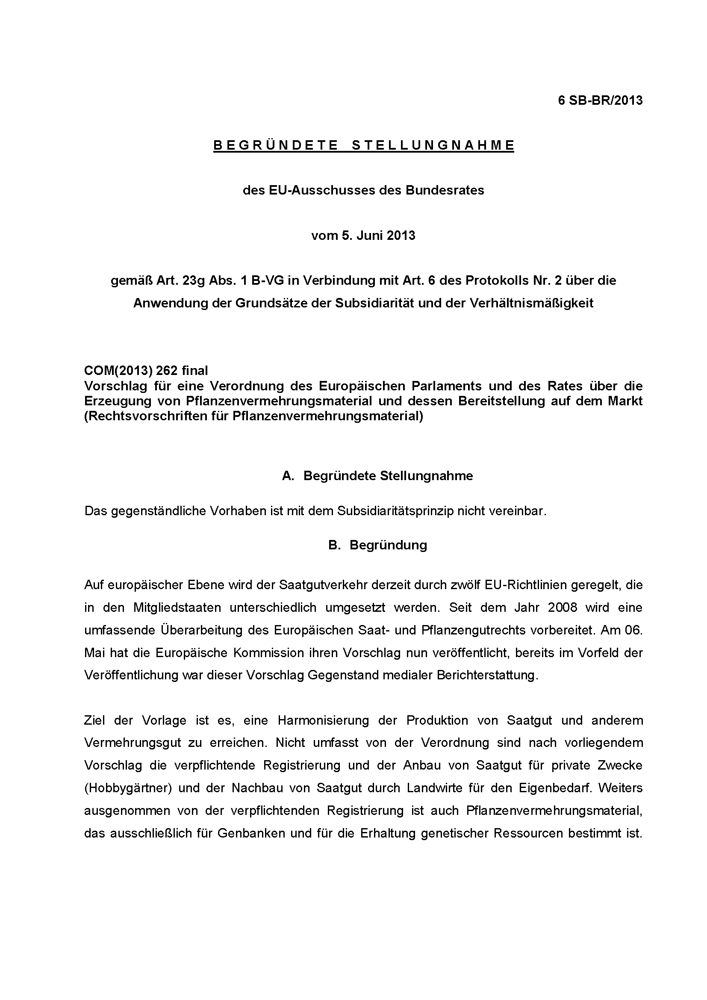 6 SB-BR/2013
BEGRÜNDETE STELLUNGNAHME
des EU-Ausschusses des Bundesrates
vom 5. Juni 2013
gemäß Art. 23g Abs. 1 B-VG in Verbindung mit Art. 6 des Protokolls Nr. 2 über die
Anwendung der Grundsätze der Subsidiarität und der Verhältnismäßigkeit
COM(2013) 262 final
Vorschlag für eine Verordnung des Europäischen Parlaments und des Rates über die
Erzeugung von Pflanzenvermehrungsmaterial und dessen Bereitstellung auf dem Markt
(Rechtsvorschriften für Pflanzenvermehrungsmaterial)
A. Begründete Stellungnahme
Das gegenständliche Vorhaben ist mit dem Subsidiaritätsprinzip nicht vereinbar.
B. Begründung
Auf europäischer Ebene wird der Saatgutverkehr derzeit durch zwölf EU-Richtlinien geregelt, die
in den Mitgliedstaaten unterschiedlich umgesetzt werden. Seit dem Jahr 2008 wird eine
umfassende Überarbeitung des Europäischen Saat- und Pflanzengutrechts vorbereitet. Am 06.
Mai hat die Europäische Kommission ihren Vorschlag nun veröffentlicht, bereits im Vorfeld der
Veröffentlichung war dieser Vorschlag Gegenstand medialer Berichterstattung.
Ziel der Vorlage ist es, eine Harmonisierung der Produktion von Saatgut und anderem
Vermehrungsgut zu erreichen. Nicht umfasst von der Verordnung sind nach vorliegendem
Vorschlag die verpflichtende Registrierung und der Anbau von Saatgut für private Zwecke
(Hobbygärtner) und der Nachbau von Saatgut durch Landwirte für den Eigenbedarf. Weiters
ausgenommen von der verpflichtenden Registrierung ist auch Pflanzenvermehrungsmaterial,
das ausschließlich für Genbanken und für die Erhaltung genetischer Ressourcen bestimmt ist.